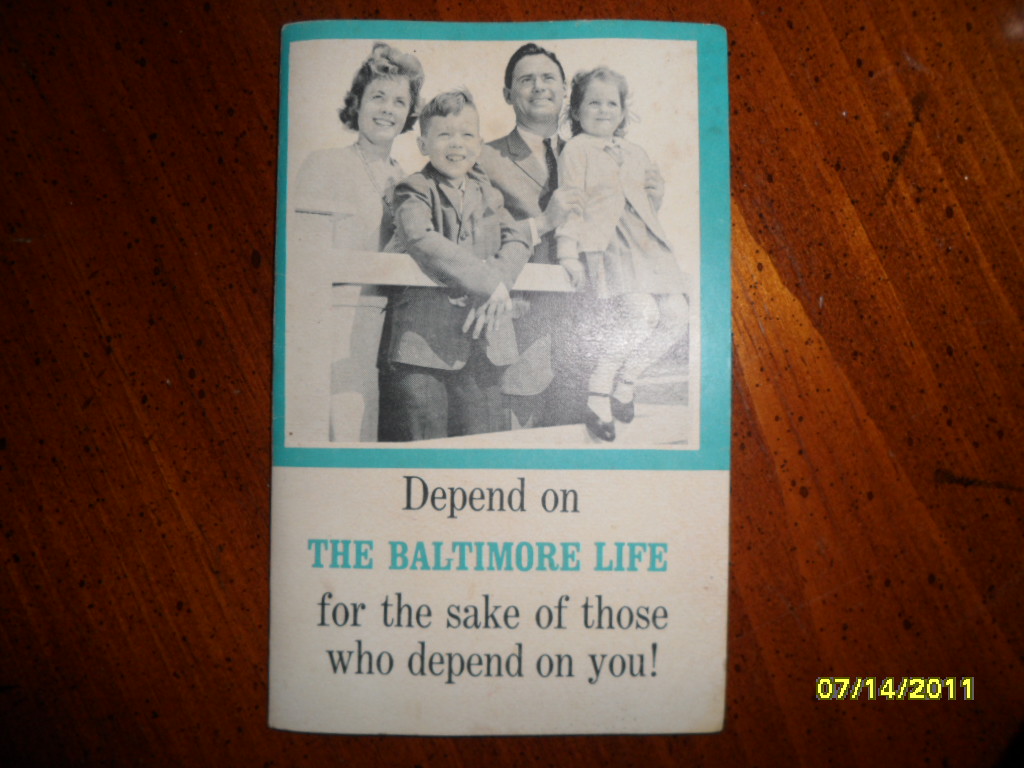 Depend on
THE BALTIMORE LIFE
for the sake of those
who depend on you!
07/14/2011